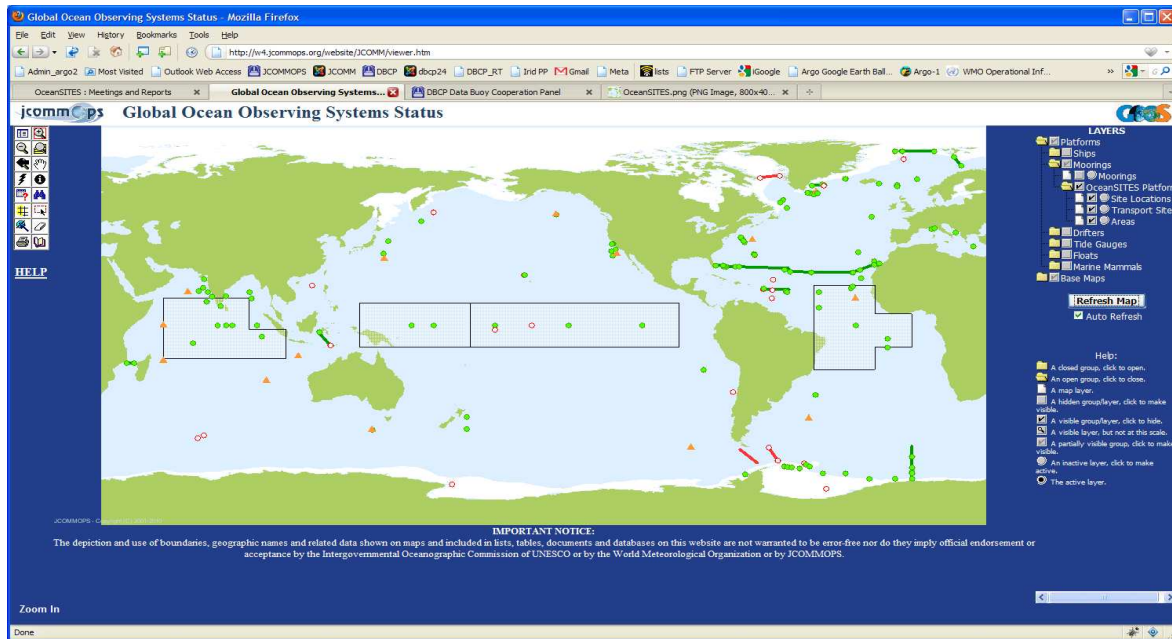 Global Ocean Observing Systems Status - Mozilla Firefox
File Edit View History Bookmarks Tools Help
http://w4.jcommops.org/website/JCOMM/viewer.htm
Admin_argo2 Most Visited Outlook Web Access JCOMMOPS JCOMM DBCP dbcp24 DBCP_RT Irid PP Gmail Meta lists FTP Server iGoogle Argo Google Earth Ball... Argo-1 WMO Operational Inf... »
OceanSITES : Meetings and Reports Global Ocean Observing Systems... DBCP Data Buoy Cooperation Panel OceanSITES.png (PNG Image, 800x40...
jcommops Global Ocean Observing Systems Status
LAYERS
Platforms
Ships
Moorings
Moorings
OceanSITES Platform
Site Locations
Transport Site
Areas
Drifters
Tide Gauges
Floats
Marine Mammals
Base Maps
HELP
Refresh Map
Auto Refresh
Help:
A closed group, click to open.
An open group, click to close.
A map layer.
A hidden group/layer, click to make
visible.
A visible group/layer, click to hide.
A visible layer, but not at this scale.
A partially visible group, click to make
visible.
An inactive layer, click to make
active.
The active layer.
IMPORTANT NOTICE:
The depiction and use of boundaries, geographic names and related data shown on maps and included in lists, tables, documents and databases on this website are not warranted to be error-free nor do they imply official endorsement or
acceptance by the Intergovernmental Oceanographic Commission of UNESCO or by the World Meteorological Organization or by JCOMMOPS.
Zoom In
Done